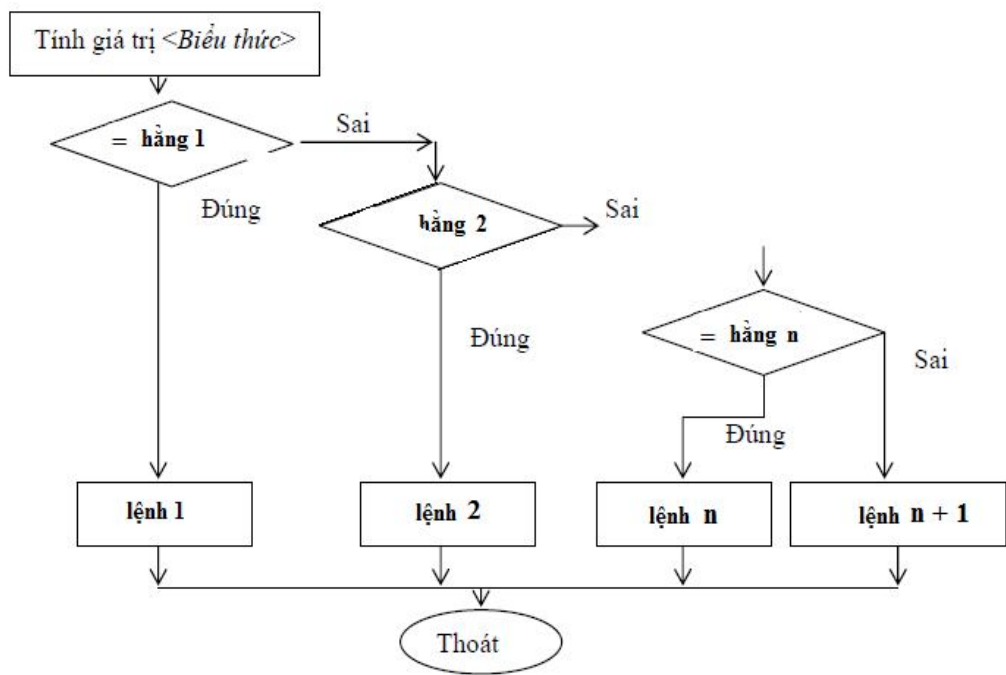 Tính giá trị <Biểu thức>
= hằng 1
Sai
Đúng
hằng 2
Sai
Đúng
= hằng n
Sai
Đúng
lệnh 1
lệnh 2
lệnh n
lệnh n + 1
Thoát